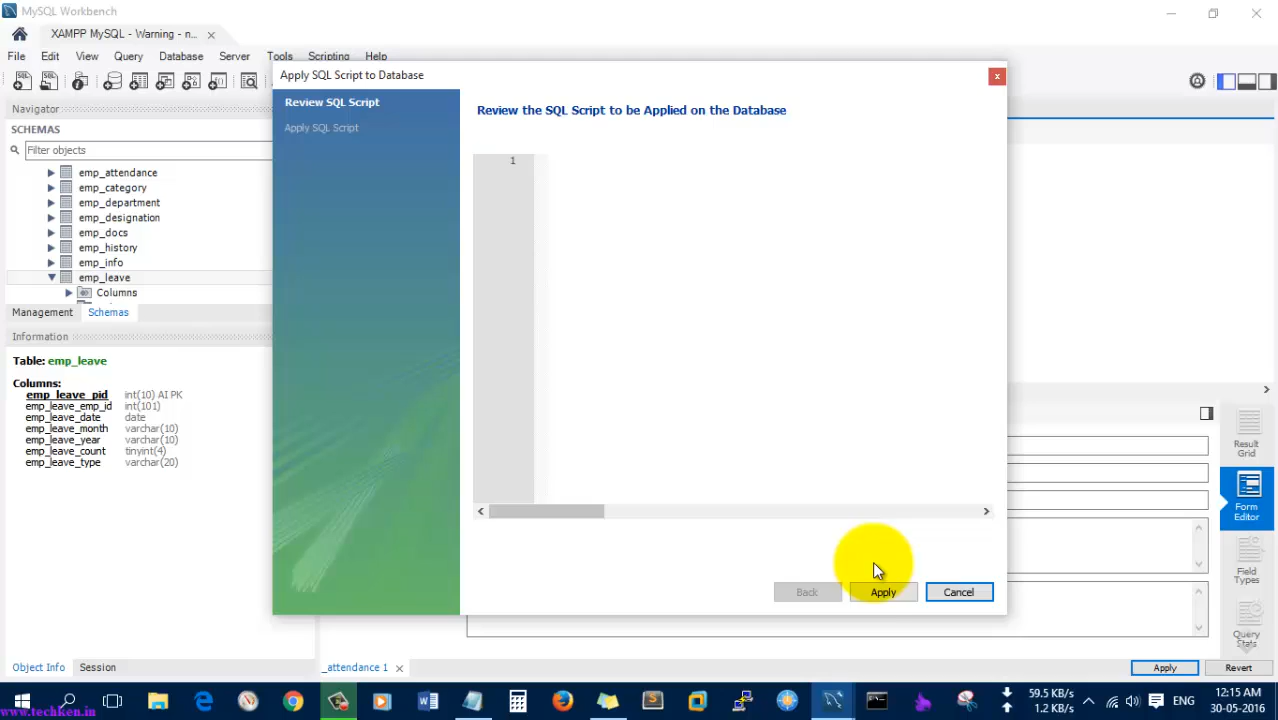 MySQL Workbench
XAMPP MySQL - Warning - n...
File Edit View Query Database Server Tools Scripting Help
Navigator
SCHEMAS
Filter objects
emp_attendance
emp_category
emp_department
emp_designation
emp_docs
emp_history
emp_info
emp_leave
Columns
Management Schemas
Information
Table: emp_leave
Columns:
emp_leave_pid int(10) AI PK
emp_leave_emp_id int(101)
emp_leave_date date
emp_leave_month varchar(10)
emp_leave_year varchar(10)
emp_leave_count tinyint(4)
emp_leave_type varchar(20)
Object Info Session
Apply SQL Script to Database
Review SQL Script
Apply SQL Script
Review the SQL Script to be Applied on the Database
1
Back Apply Cancel
Result
Grid
Form
Editor
Field
Types
Query
Stats
_attendance 1
Apply Revert
59.5 KB/s
1.2 KB/s
ENG
12:15 AM
30-05-2016
www.techken.in